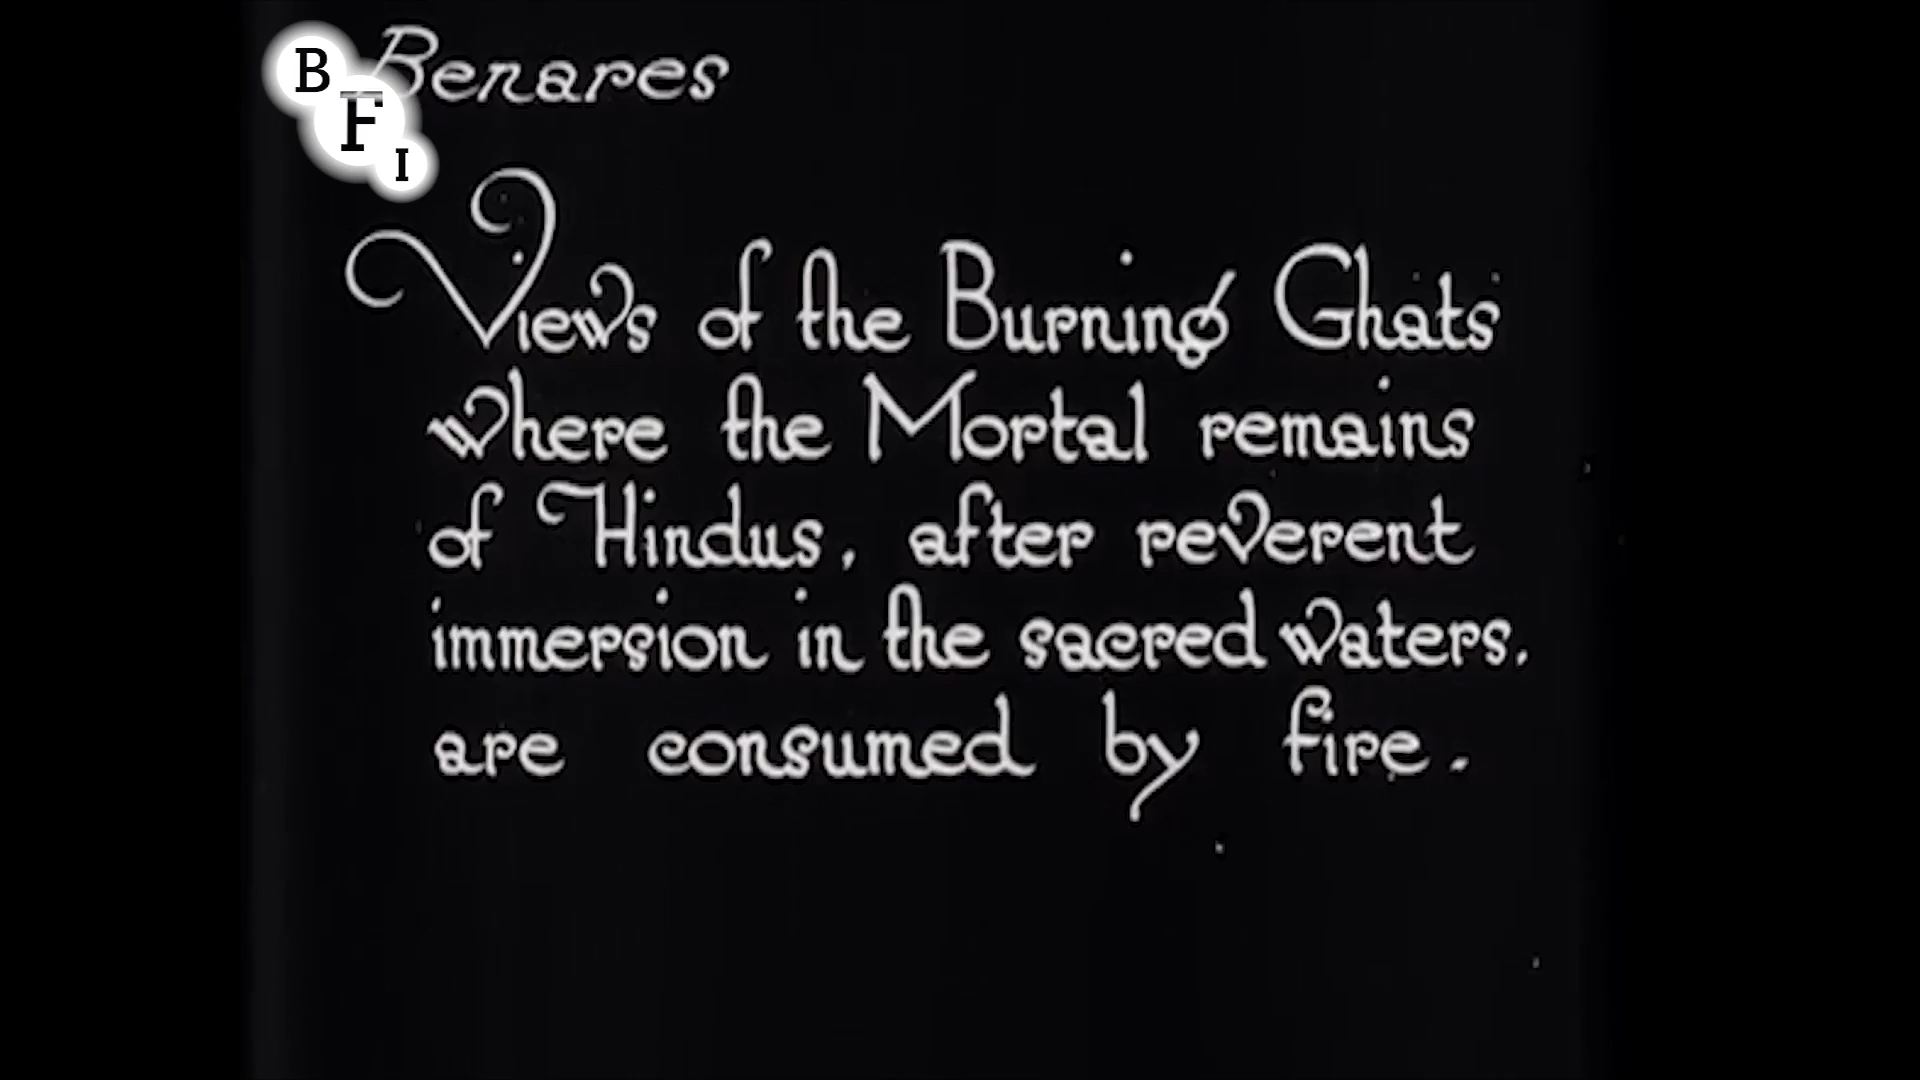 BFI
Benares
Views of the Burning Ghats
where the Mortal remains
of Hindus, after reverent
immersion in the sacred waters,
are consumed by fire.